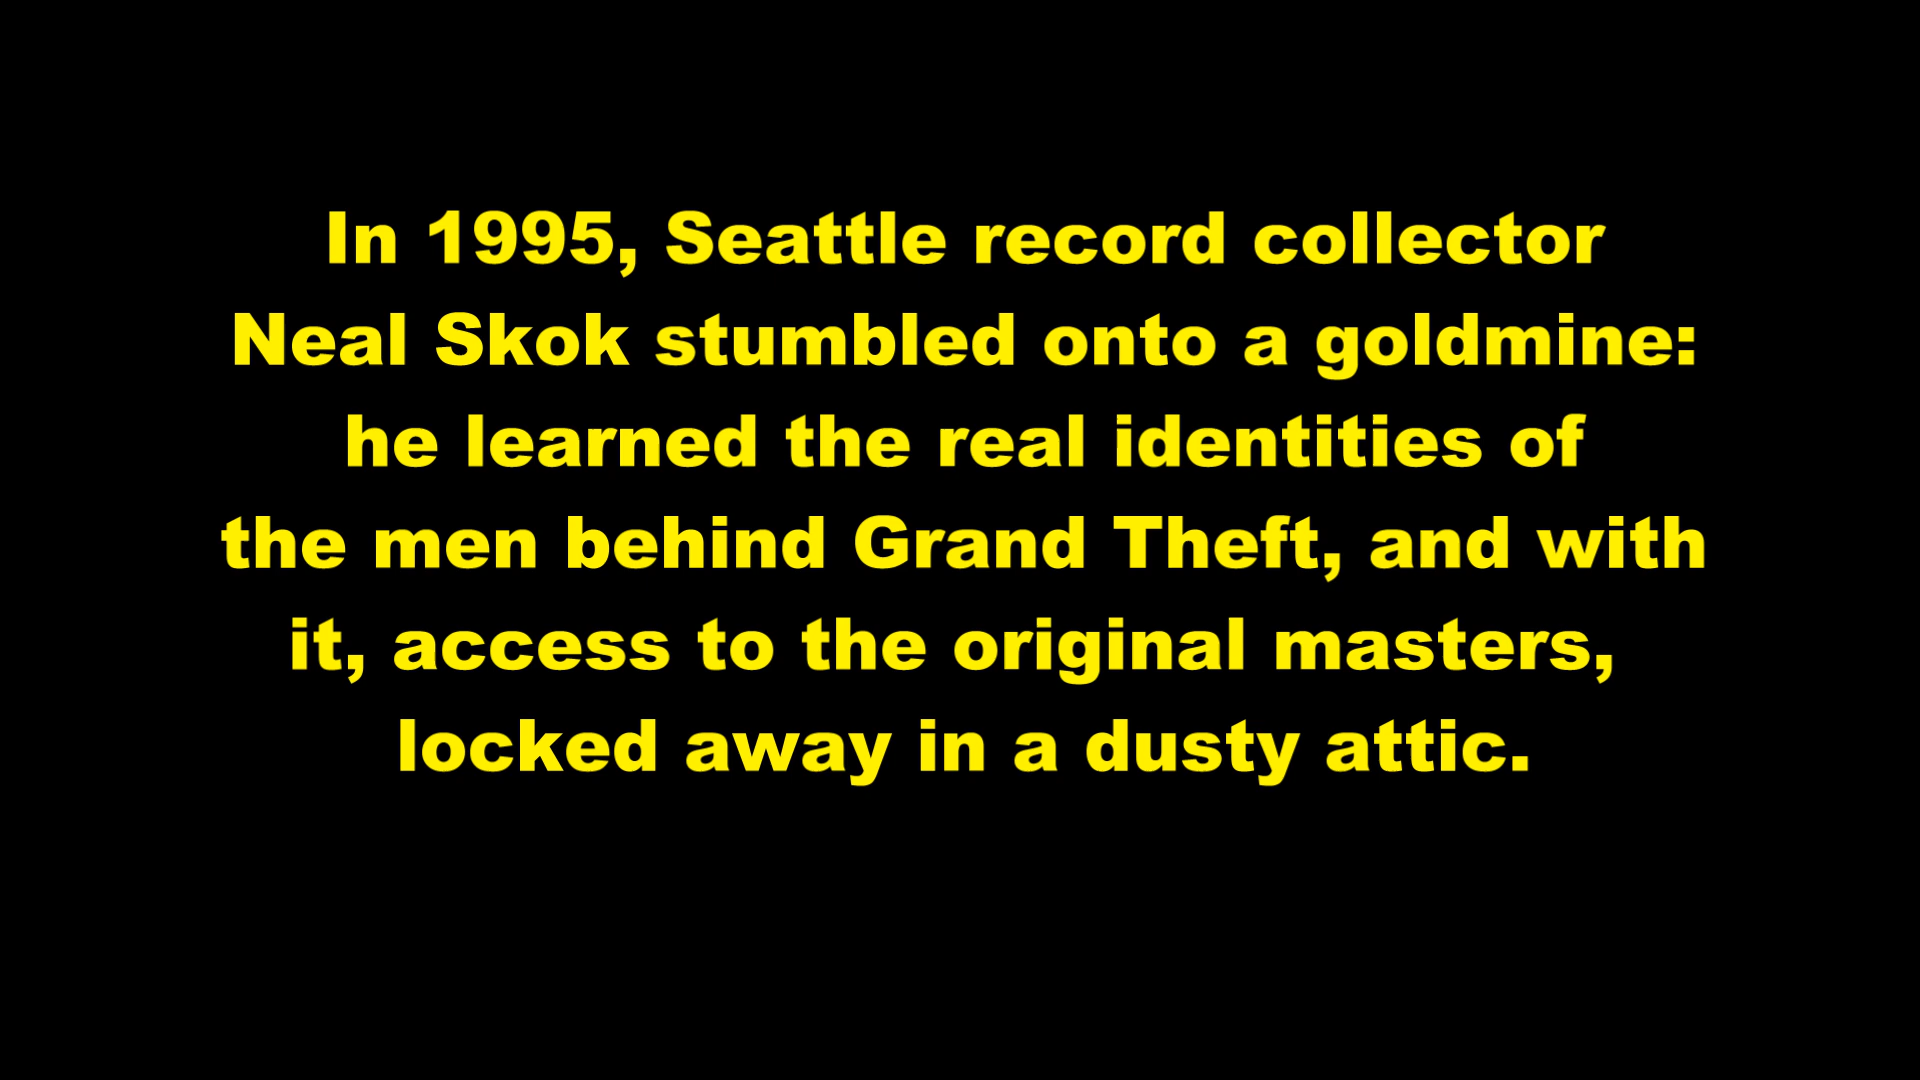 In 1995, Seattle record collector
Neal Skok stumbled onto a goldmine:
he learned the real identities of
the men behind Grand Theft, and with
it, access to the original masters,
locked away in a dusty attic.